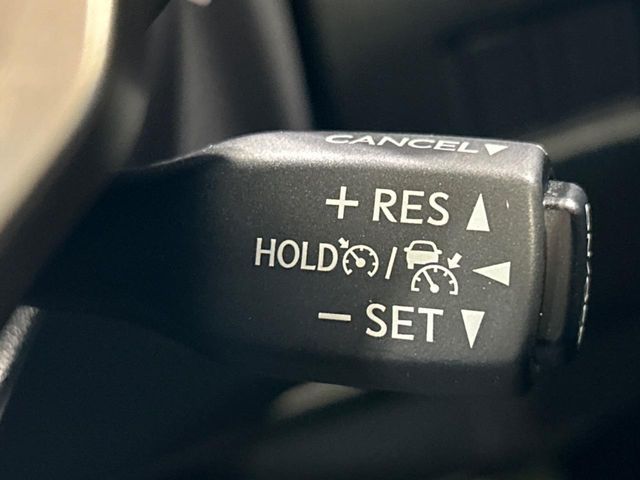 CANCEL
+ RES
HOLD /
- SET